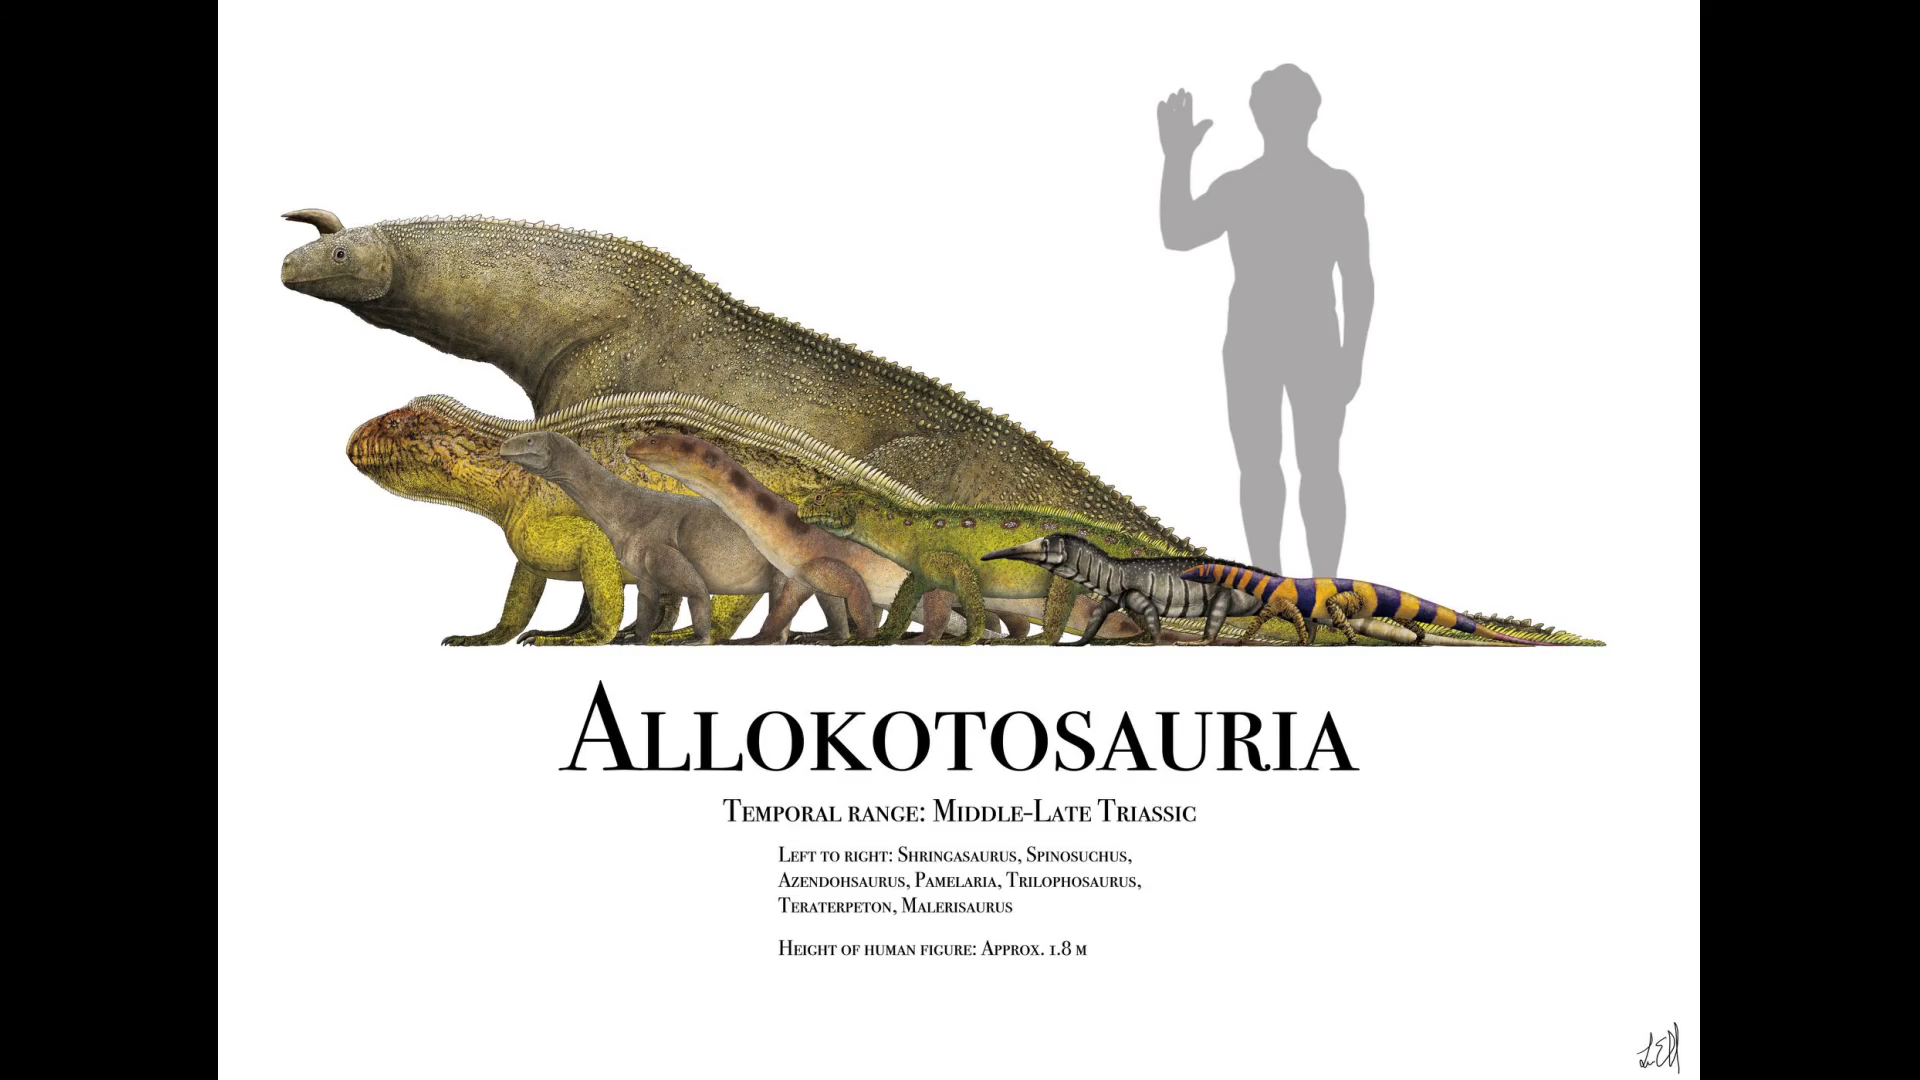 Allokotosauria
Temporal range: Middle-Late Triassic
Left to right: Shringasaurus, Spinosuchus,
Azendohsaurus, Pamelaria, Trilophosaurus,
Teraterpeton, Malerisaurus
Height of human figure: Approx. 1.8 m